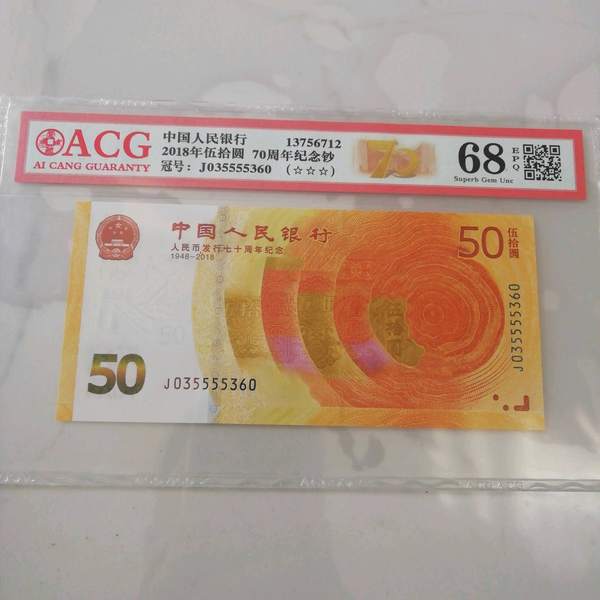 ACG
AI CANG GUARANTY
中国人民银行 13756712
2018年伍拾圆 70周年纪念钞
冠号: J035555360 (☆☆☆)
70
68
EPQ
Superb Gem Unc
中国人民银行
人民币发行七十周年纪念
1948-2018
50
伍拾圆
J035555360
50
J035555360